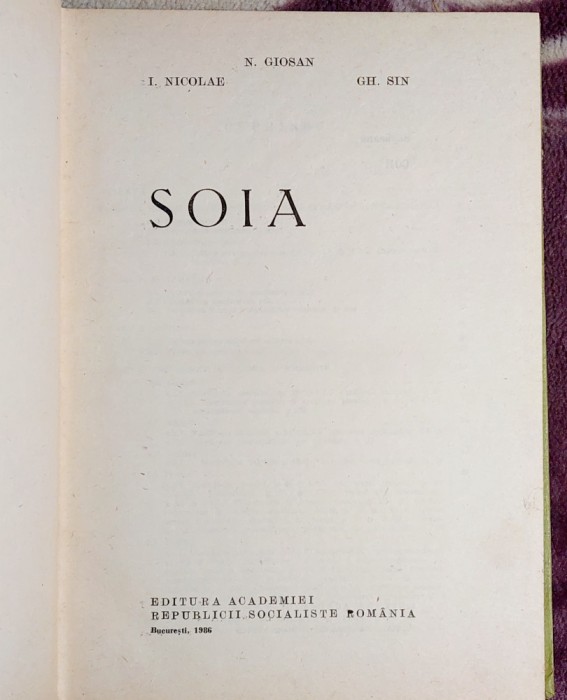 N. GIOSAN
I. NICOLAE GH. SIN
SOIA
EDITURA ACADEMIEI
REPUBLICII SOCIALISTE ROMÂNIA
București, 1986